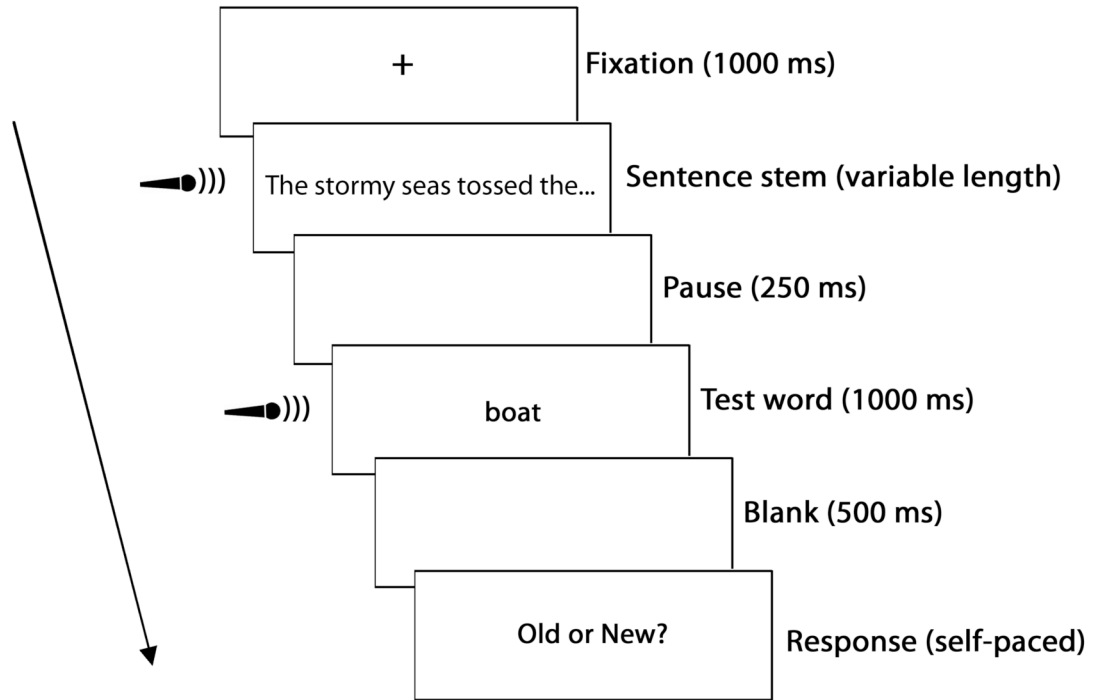 +
Fixation (1000 ms)
The stormy seas tossed the...
Sentence stem (variable length)
Pause (250 ms)
boat
Test word (1000 ms)
Blank (500 ms)
Old or New?
Response (self-paced)